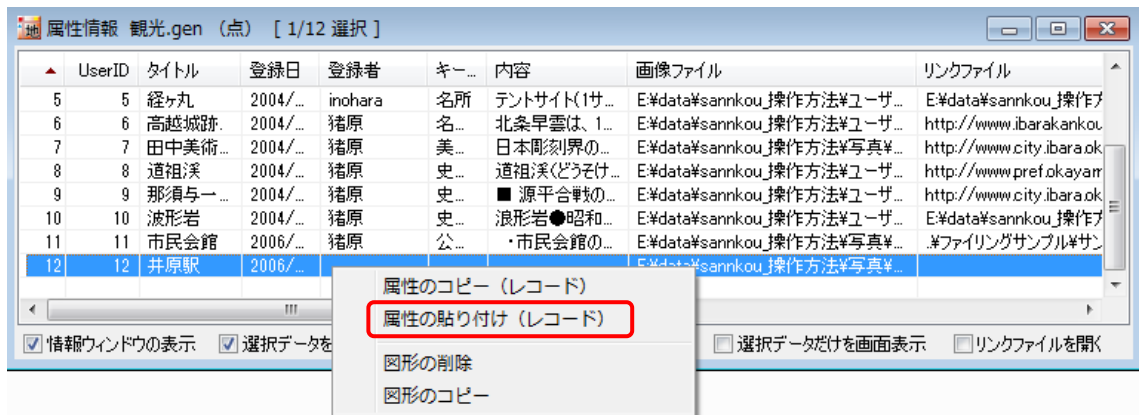 地 属性情報 観光.gen （点） [ 1/12 選択 ]
▲ UserID タイトル 登録日 登録者 キー... 内容 画像ファイル リンクファイル
5 5 経ヶ丸 2004/... inohara 名所 テントサイト(1サ... E:¥data¥sannkou_操作方法¥ユーザ... E:¥data¥sannkou_操作方
6 6 高越城跡. 2004/... 猪原 名... 北条早雲は、1... E:¥data¥sannkou_操作方法¥ユーザ... http://www.ibarakankou
7 7 田中美術... 2004/... 猪原 美... 日本彫刻界の... E:¥data¥sannkou_操作方法¥写真¥... http://www.city.ibara.ok
8 8 道祖渓 2004/... 猪原 史... 道祖渓(どうそけ... E:¥data¥sannkou_操作方法¥ユーザ... http://www.pref.okayam
9 9 那須与一... 2004/... 猪原 史... ■ 源平合戦の... E:¥data¥sannkou_操作方法¥ユーザ... http://www.city.ibara.ok
10 10 波形岩 2004/... 猪原 史... 浪形岩●昭和... E:¥data¥sannkou_操作方法¥ユーザ... E:¥data¥sannkou_操作方
11 11 市民会館 2006/... 猪原 公... ・市民会館の... E:¥data¥sannkou_操作方法¥写真¥... .¥ファイリングサンプル¥サン
12 12 井原駅 2006/... E:¥data¥sannkou_操作方法¥写真¥...
属性のコピー（レコード）
属性の貼り付け（レコード）
情報ウィンドウの表示 選択データを 選択データだけを画面表示 リンクファイルを開く
図形の削除
図形のコピー